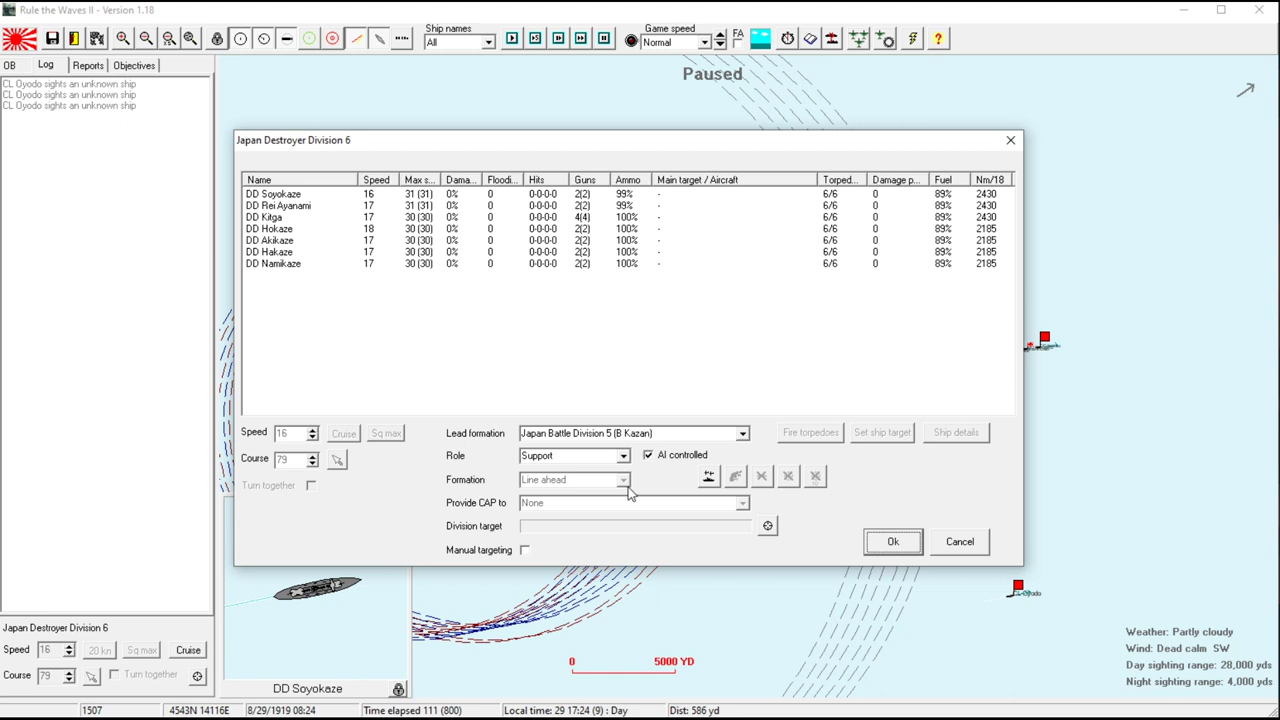 Rule the Waves II - Version 1.18
Ship names
All
Game speed
Normal
FA
OB Log Reports Objectives
CL Oyodo sights an unknown ship
CL Oyodo sights an unknown ship
CL Oyodo sights an unknown ship
Paused
Japan Destroyer Division 6
Name Speed Max s... Dama... Floodi... Hits Guns Ammo Main target / Aircraft Torped... Damage p... Fuel Nm/18
DD Soyokaze 16 31 (31) 0% 0 0-0-0-0 2(2) 99% - 6/6 0 89% 2430
DD Rei Ayanami 17 31 (31) 0% 0 0-0-0-0 2(2) 99% - 6/6 0 89% 2430
DD Kitga 17 30 (30) 0% 0 0-0-0-0 4(4) 100% - 6/6 0 89% 2430
DD Hokaze 18 30 (30) 0% 0 0-0-0-0 2(2) 100% - 6/6 0 89% 2185
DD Akikaze 17 30 (30) 0% 0 0-0-0-0 2(2) 100% - 6/6 0 89% 2185
DD Hakaze 17 30 (30) 0% 0 0-0-0-0 2(2) 100% - 6/6 0 89% 2185
DD Namikaze 17 30 (30) 0% 0 0-0-0-0 2(2) 100% - 6/6 0 89% 2185
Speed 16 Cruise Sq max
Course 79
Turn together
Lead formation Japan Battle Division 5 (B Kazan)
Role Support AI controlled
Formation Line ahead
Provide CAP to None
Division target
Manual targeting
Fire torpedoes Set ship target Ship details
Ok Cancel
Japan Destroyer Division 6
Speed 16 20 kn Sq max Cruise
Course 79 Turn together
DD Soyokaze
0 5000 YD
CL Oyodo
Weather: Partly cloudy
Wind: Dead calm SW
Day sighting range: 28,000 yds
Night sighting range: 4,000 yds
1507 4543N 14116E 8/29/1919 08:24 Time elapsed 111 (800) Local time: 29 17:24 (9) : Day Dist: 586 yd